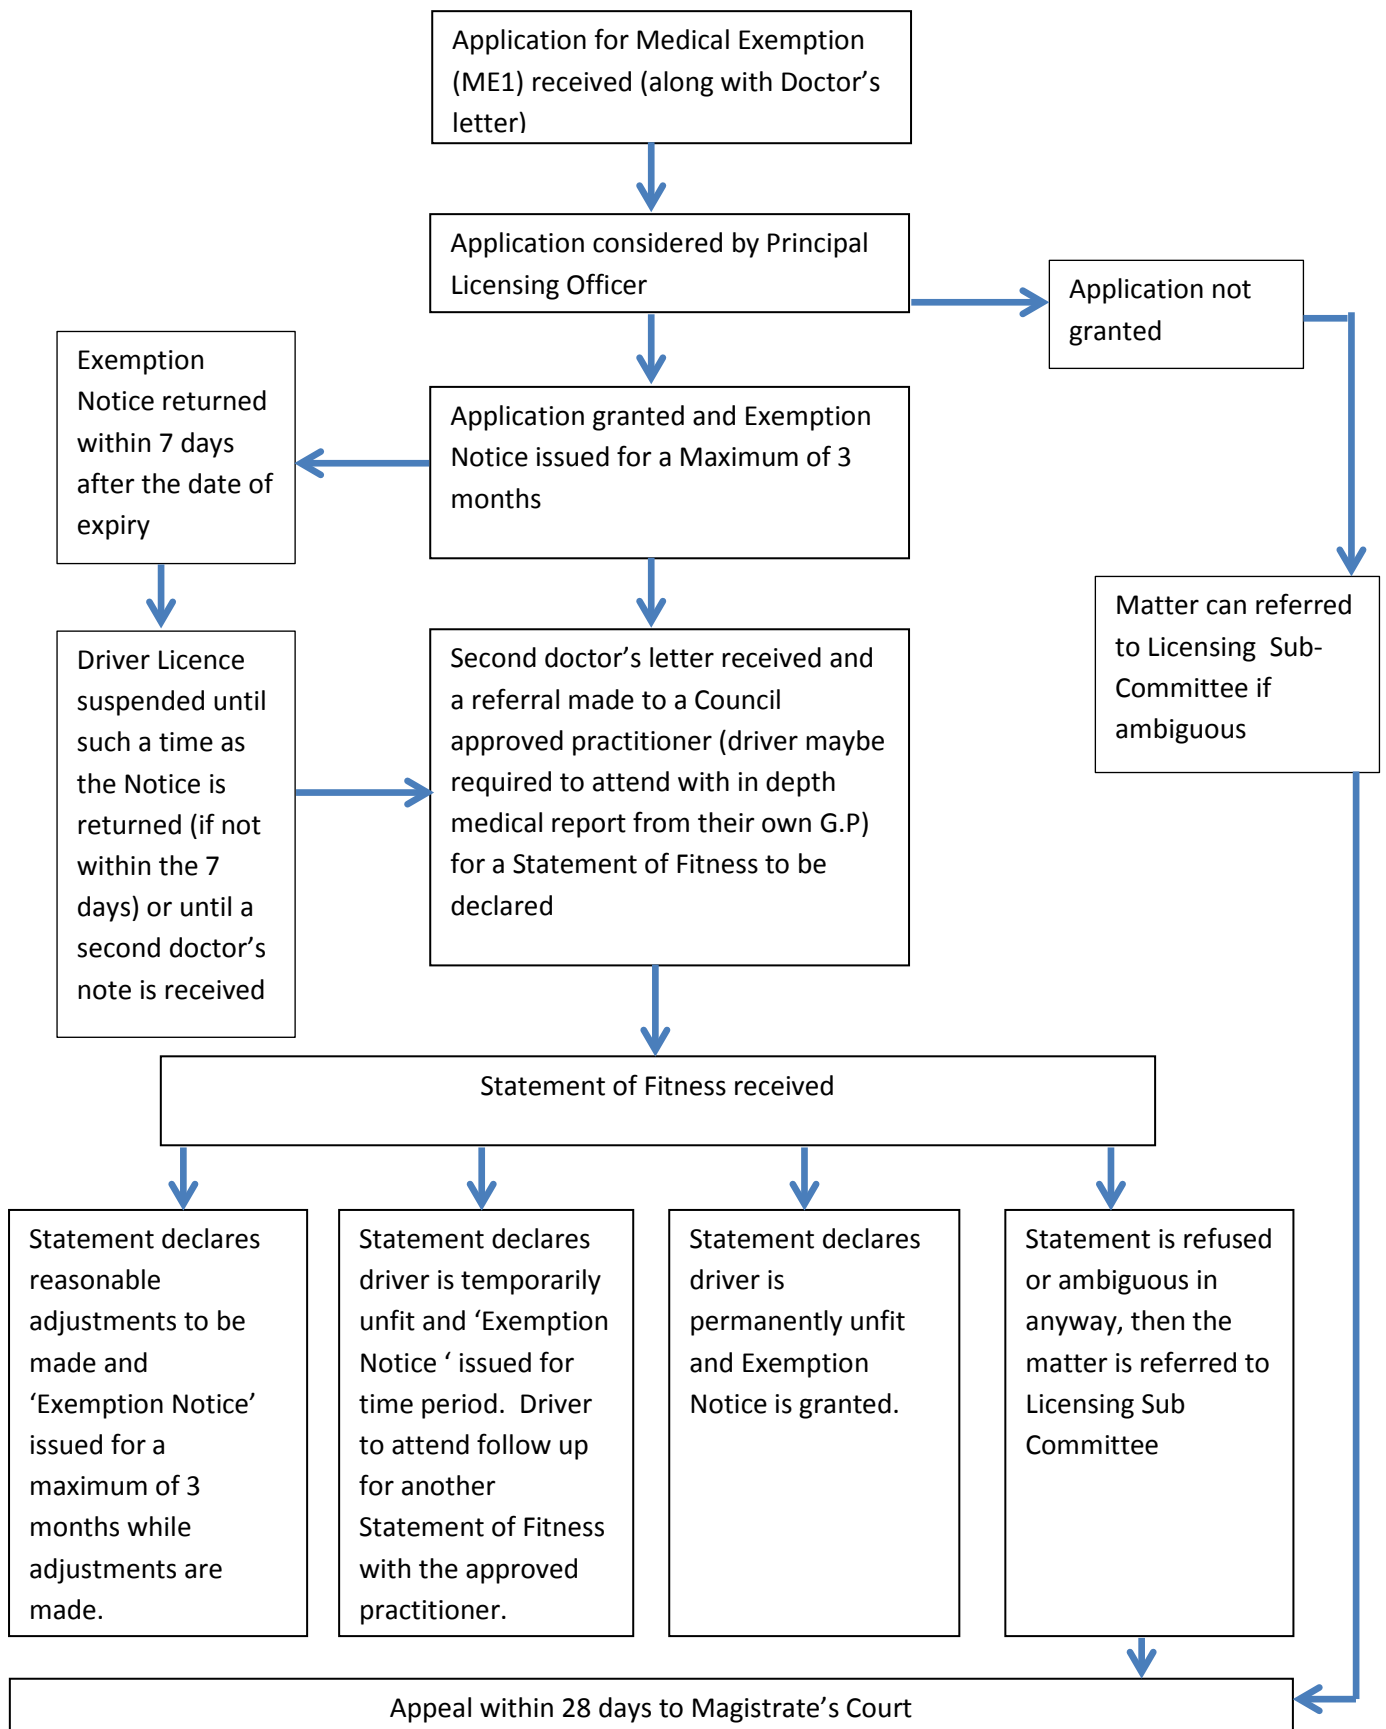 Application for Medical Exemption
(ME1) received (along with Doctor’s
letter)
Application considered by Principal
Licensing Officer
Application not
granted
Exemption
Notice returned
within 7 days
after the date of
expiry
Application granted and Exemption
Notice issued for a Maximum of 3
months
Matter can referred
to Licensing  Sub-
Committee if
ambiguous
Driver Licence
suspended until
such a time as
the Notice is
returned (if not
within the 7
days) or until a
second doctor’s
note is received
Second doctor’s letter received and
a referral made to a Council
approved practitioner (driver maybe
required to attend with in depth
medical report from their own G.P)
for a Statement of Fitness to be
declared
Statement of Fitness received
Statement declares
reasonable
adjustments to be
made and
‘Exemption Notice’
issued for a
maximum of 3
months while
adjustments are
made.
Statement declares
driver is temporarily
unfit and ‘Exemption
Notice ‘ issued for
time period.  Driver
to attend follow up
for another
Statement of Fitness
with the approved
practitioner.
Statement declares
driver is
permanently unfit
and Exemption
Notice is granted.
Statement is refused
or ambiguous in
anyway, then the
matter is referred to
Licensing Sub
Committee
Appeal within 28 days to Magistrate’s Court